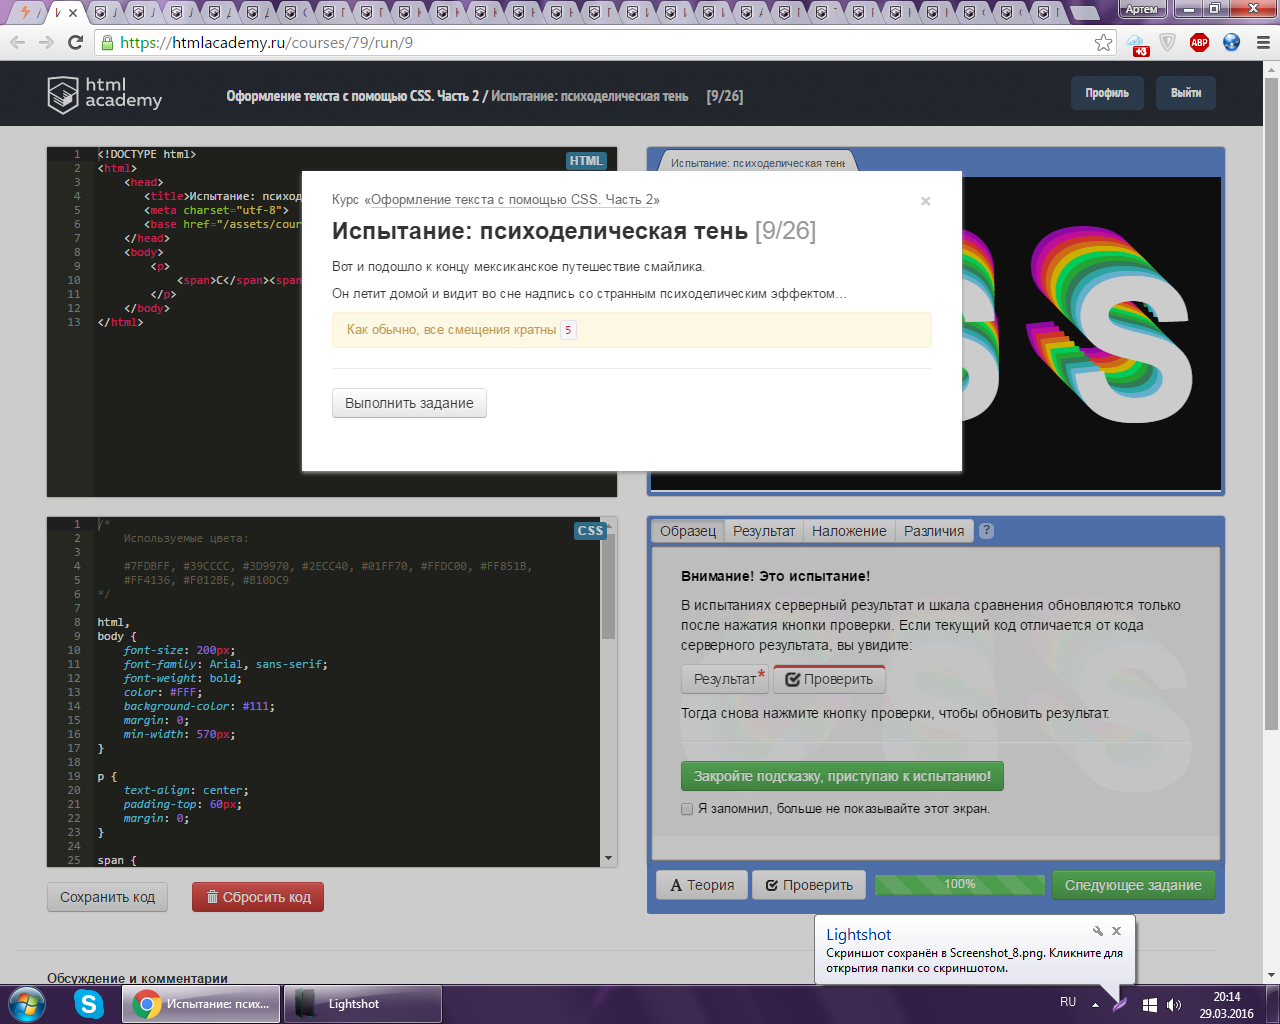 Артем
https://htmlacademy.ru/courses/79/run/9
+3
ABP
html
academy
Оформление текста с помощью CSS. Часть 2 / Испытание: психоделическая тень [9/26]
Профиль
Выйти
HTML
1 <!DOCTYPE html>
2 <html>
3 <head>
4 <title>Испытание: психод
5 <meta charset="utf-8">
6 <base href="/assets/cour
7 </head>
8 <body>
9 <p>
10 <span>C</span><span
11 </p>
12 </body>
13 </html>
Испытание: психоделическая тень
SS
Курс «Оформление текста с помощью CSS. Часть 2»
×
Испытание: психоделическая тень [9/26]
Вот и подошло к концу мексиканское путешествие смайлика.
Он летит домой и видит во сне надпись со странным психоделическим эффектом…
Как обычно, все смещения кратны 5
Выполнить задание
CSS
1 /*
2 Используемые цвета:
3
4 #7FDBFF, #39CCCC, #3D9970, #2ECC40, #01FF70, #FFDC00, #FF851B,
5 #FF4136, #F012BE, #B10DC9
6 */
7
8 html,
9 body {
10 font-size: 200px;
11 font-family: Arial, sans-serif;
12 font-weight: bold;
13 color: #FFF;
14 background-color: #111;
15 margin: 0;
16 min-width: 570px;
17 }
18
19 p {
20 text-align: center;
21 padding-top: 60px;
22 margin: 0;
23 }
24
25 span {
Образец Результат Наложение Различия ?
Внимание! Это испытание!
В испытаниях серверный результат и шкала сравнения обновляются только
после нажатия кнопки проверки. Если текущий код отличается от кода
серверного результата, вы увидите:
Результат* Проверить
Тогда снова нажмите кнопку проверки, чтобы обновить результат.
Закройте подсказку, приступаю к испытанию!
Я запомнил, больше не показывайте этот экран.
Сохранить код
Сбросить код
A Теория
Проверить
100%
Следующее задание
Обсуждение и комментарии
Lightshot
Скриншот сохранён в Screenshot_8.png. Кликните для
открытия папки со скриншотом.
Испытание: псих...
Lightshot
RU
20:14
29.03.2016